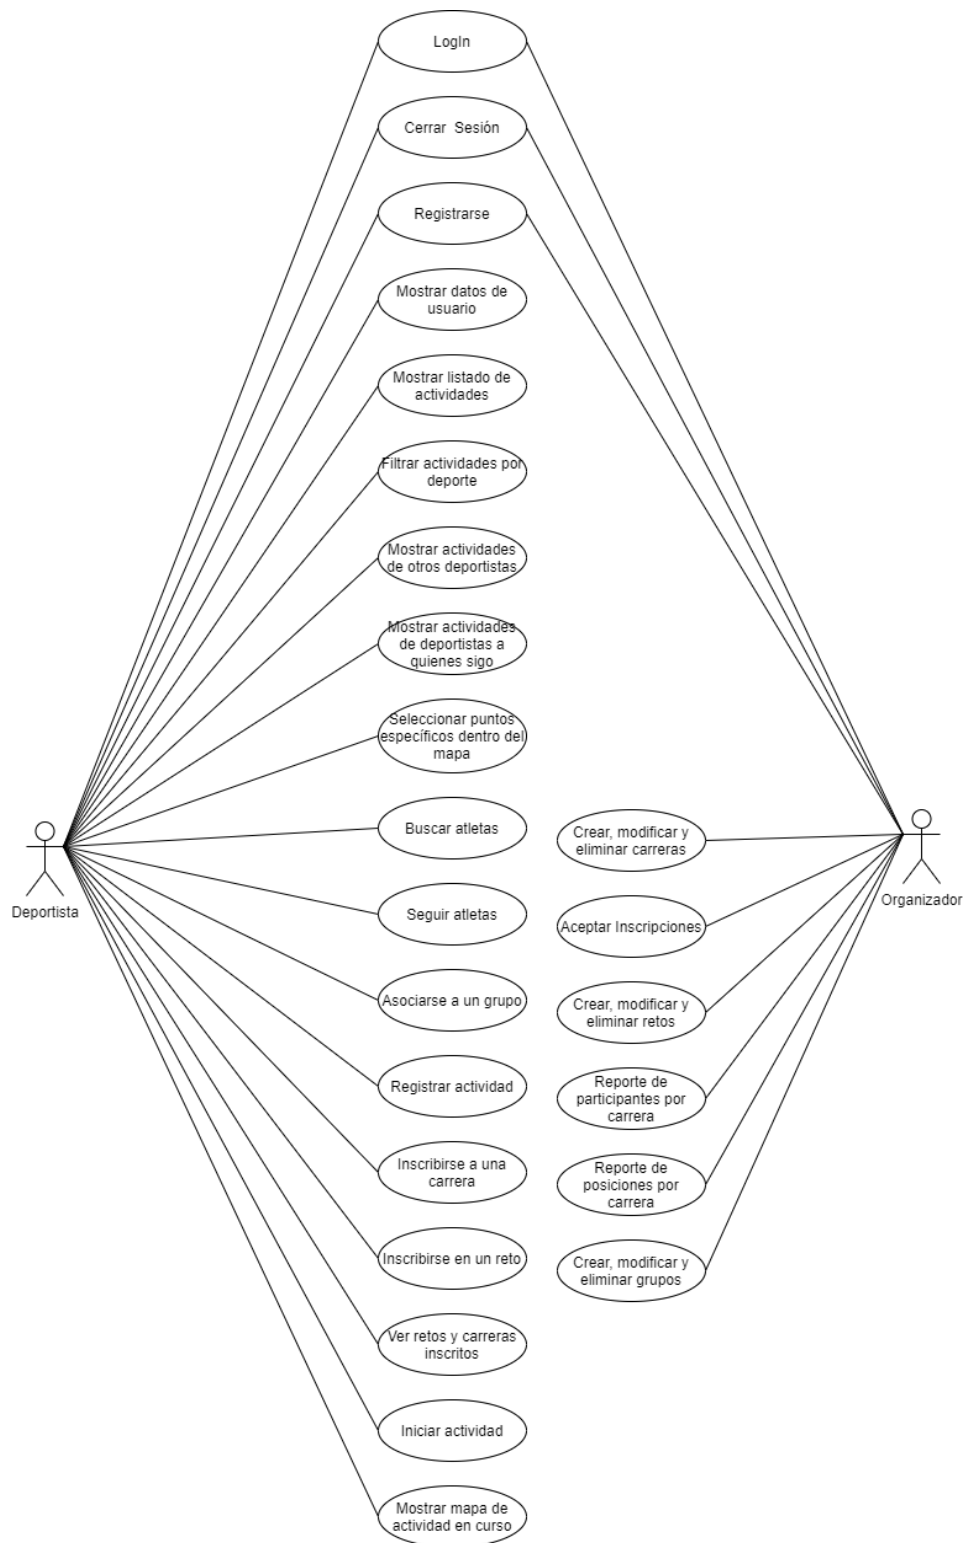 LogIn
Cerrar  Sesión
Registrarse
Mostrar datos de
usuario
Mostrar listado de
actividades
Filtrar actividades por
deporte
Mostrar actividades
de otros deportistas
Mostrar actividades
de deportistas a
quienes sigo
Seleccionar puntos
específicos dentro del
mapa
Buscar atletas
Seguir atletas
Asociarse a un grupo
Registrar actividad
Inscribirse a una
carrera
Inscribirse en un reto
Ver retos y carreras
inscritos
Iniciar actividad
Mostrar mapa de
actividad en curso
Deportista
Crear, modificar y
eliminar carreras
Aceptar Inscripciones
Crear, modificar y
eliminar retos
Reporte de
participantes por
carrera
Reporte de
posiciones por
carrera
Crear, modificar y
eliminar grupos
Organizador